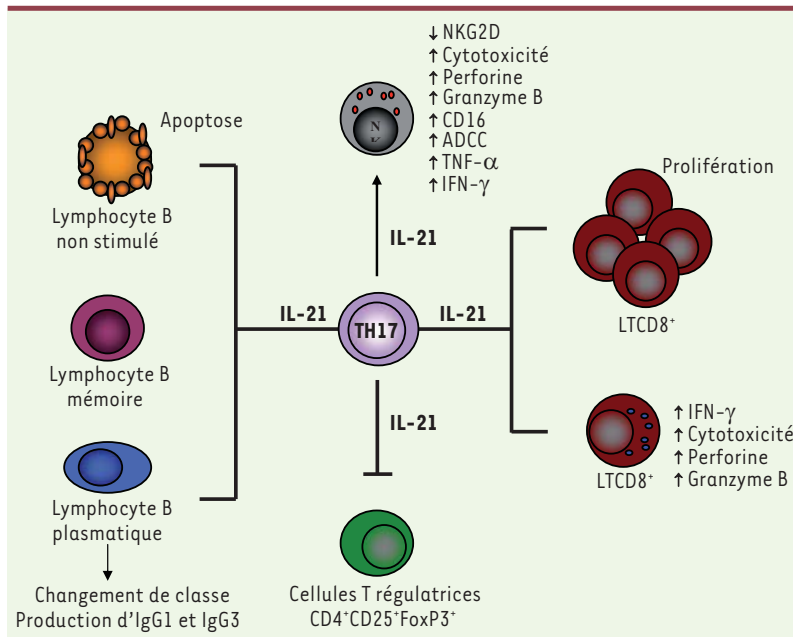 ↓ NKG2D
↑ Cytotoxicité
↑ Perforine
↑ Granzyme B
↑ CD16
↑ ADCC
↑ TNF-α
↑ IFN-γ
Apoptose
Lymphocyte B
non stimulé
Lymphocyte B
mémoire
Lymphocyte B
plasmatique
Changement de classe
Production d'IgG1 et IgG3
N
IL-21
IL-21
TH17
IL-21
IL-21
Cellules T régulatrices
CD4⁺CD25⁺FoxP3⁺
Prolifération
LTCD8⁺
↑ IFN-γ
↑ Cytotoxicité
↑ Perforine
↑ Granzyme B
LTCD8⁺